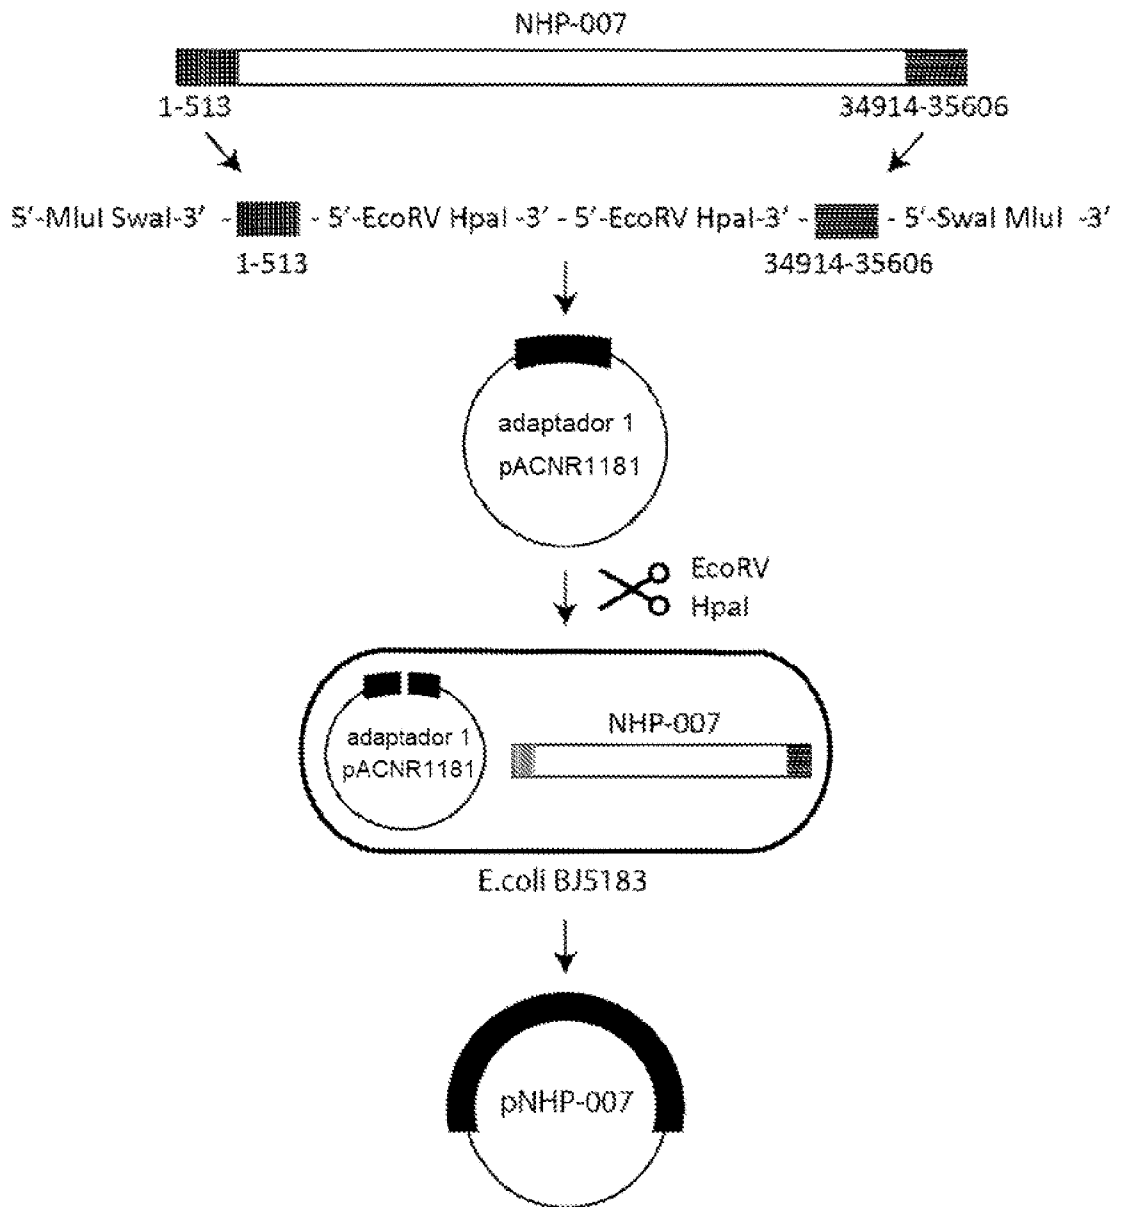 NHP-007
1-513 34914-35606
5'-MluI SwaI-3' - - 5'-EcoRV HpaI -3' - 5'-EcoRV HpaI-3' - - 5'-SwaI MluI -3'
1-513 34914-35606
adaptador 1
pACNR1181
EcoRV
HpaI
NHP-007
adaptador 1
pACNR1181
E.coli BJ5183
pNHP-007